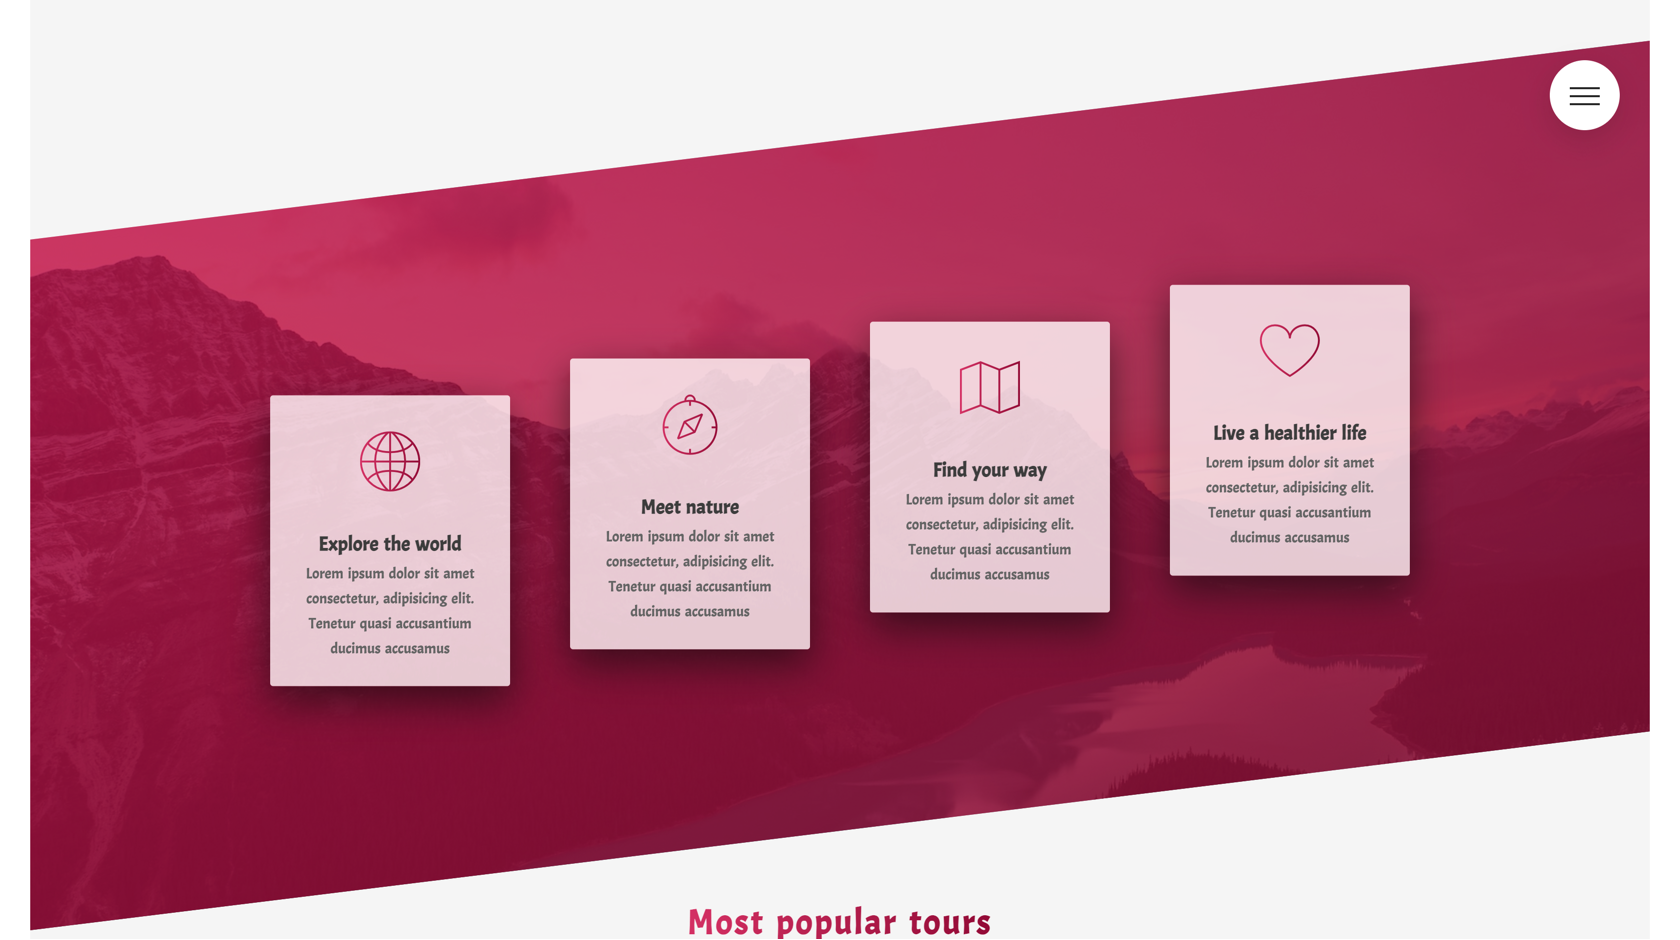 Explore the world
Lorem ipsum dolor sit amet
consectetur, adipisicing elit.
Tenetur quasi accusantium
ducimus accusamus
Meet nature
Lorem ipsum dolor sit amet
consectetur, adipisicing elit.
Tenetur quasi accusantium
ducimus accusamus
Find your way
Lorem ipsum dolor sit amet
consectetur, adipisicing elit.
Tenetur quasi accusantium
ducimus accusamus
Live a healthier life
Lorem ipsum dolor sit amet
consectetur, adipisicing elit.
Tenetur quasi accusantium
ducimus accusamus
Most popular tours